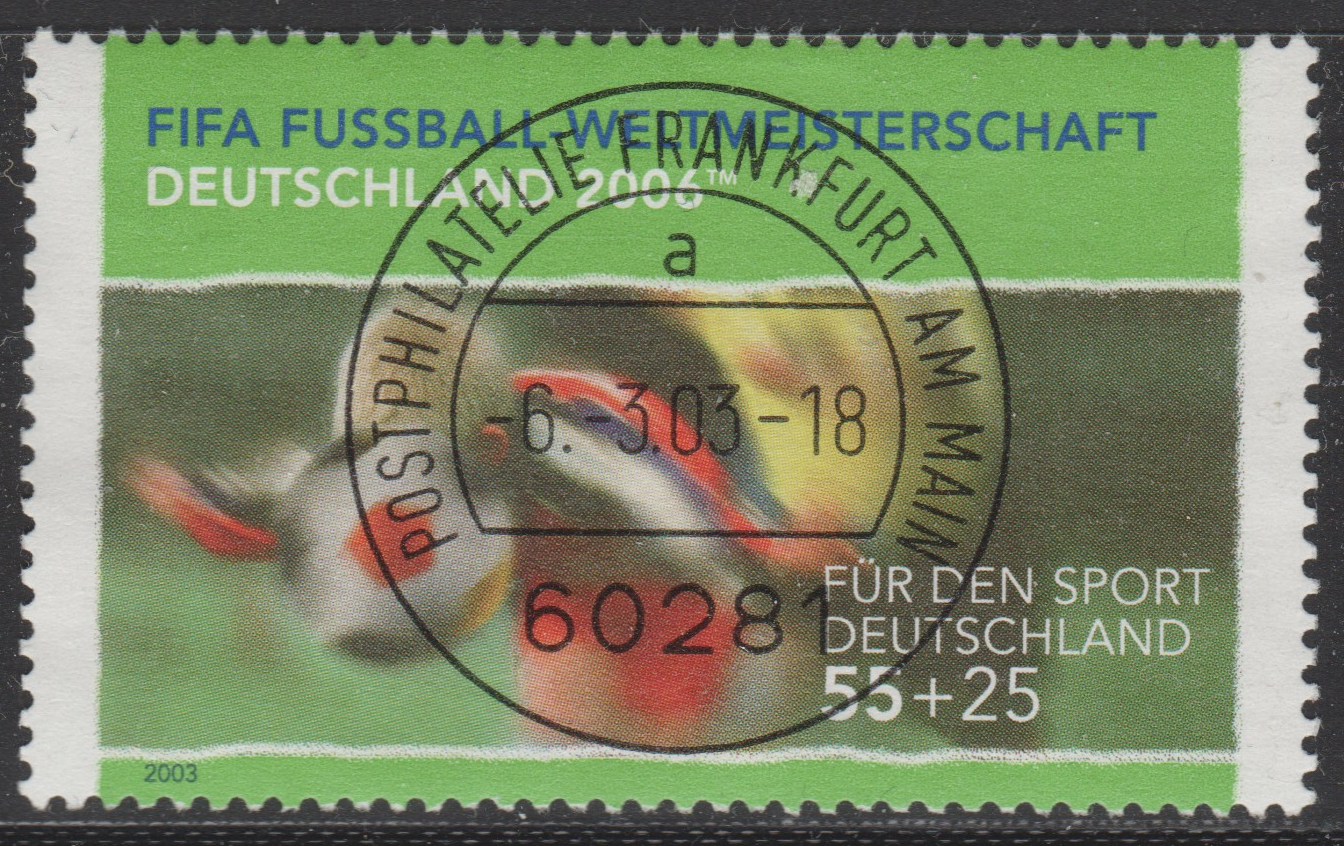 FIFA FUSSBALL-WELTMEISTERSCHAFT
DEUTSCHLAND 2006™
POSTPHILATELIE FRANKFURT AM MAIN
a
-6.-3.03-18
60281
FÜR DEN SPORT
DEUTSCHLAND
55+25
2003